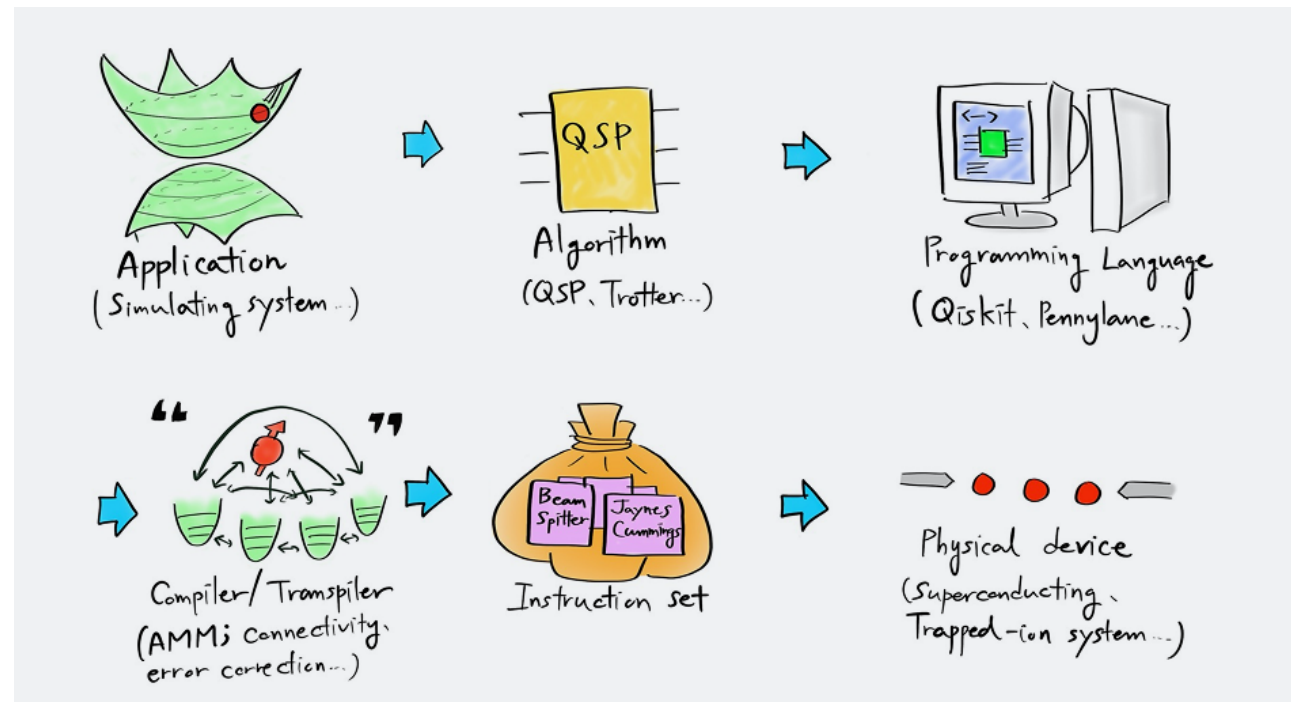 QSP
<-->
Application
(Simulating system...)
Algorithm
(QSP、Trotter...)
Programming Language
(Qiskit、Pennylane...)
“ ”
Beam
Spitter
Jaynes
Cummings
Compiler/Transpiler
(AMM; Connectivity、
error correction...)
Instruction set
Physical device
(Superconducting、
Trapped-ion system...)